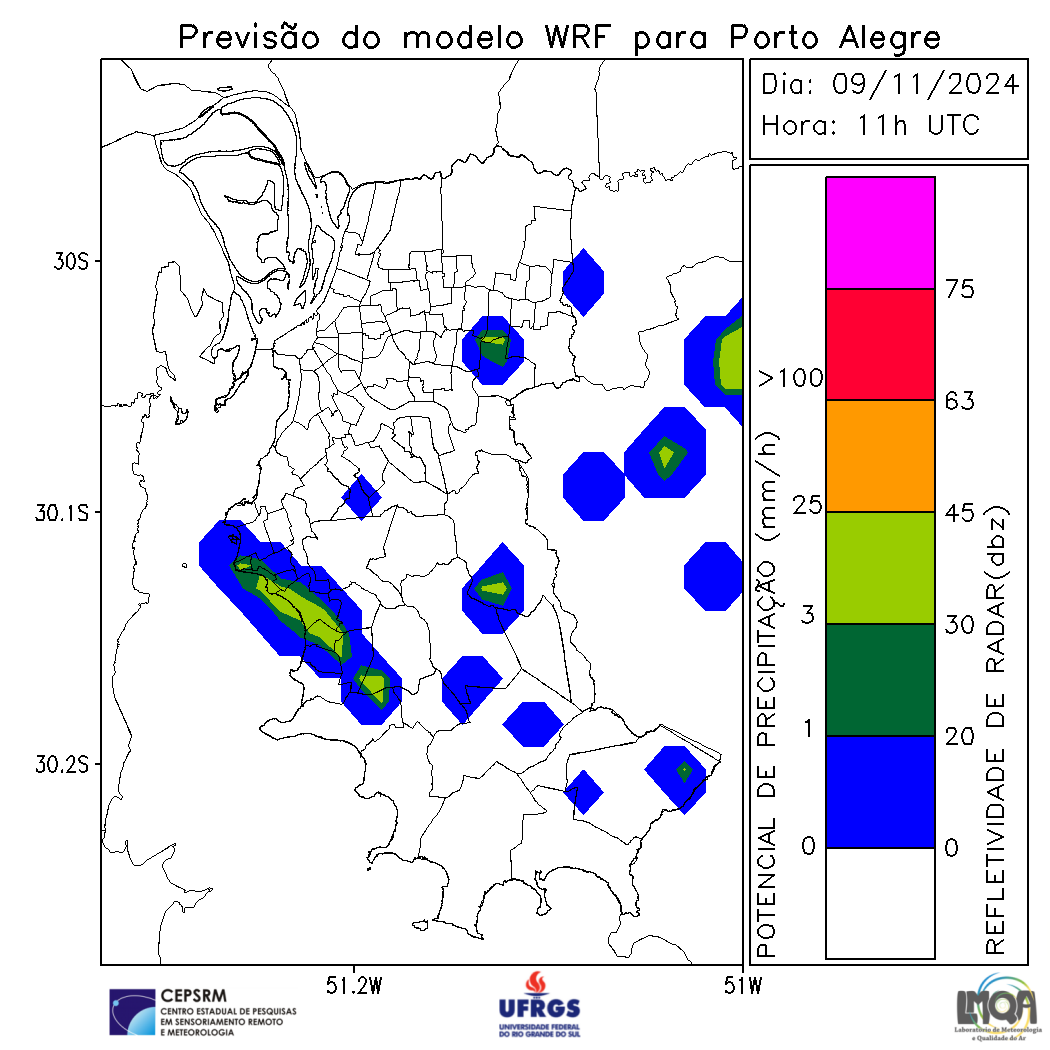 Previsão do modelo WRF para Porto Alegre
Dia: 09/11/2024
Hora: 11h UTC
30S
30.1S
30.2S
51.2W
51W
POTENCIAL DE PRECIPITAÇÃO (mm/h)
>100
25
3
1
0
75
63
45
30
20
0
REFLETIVIDADE DE RADAR(dbz)
CEPSRM
CENTRO ESTADUAL DE PESQUISAS
EM SENSORIAMENTO REMOTO
E METEOROLOGIA
UFRGS
UNIVERSIDADE FEDERAL
DO RIO GRANDE DO SUL
LMQA
Laboratório de Meteorologia
e Qualidade do Ar